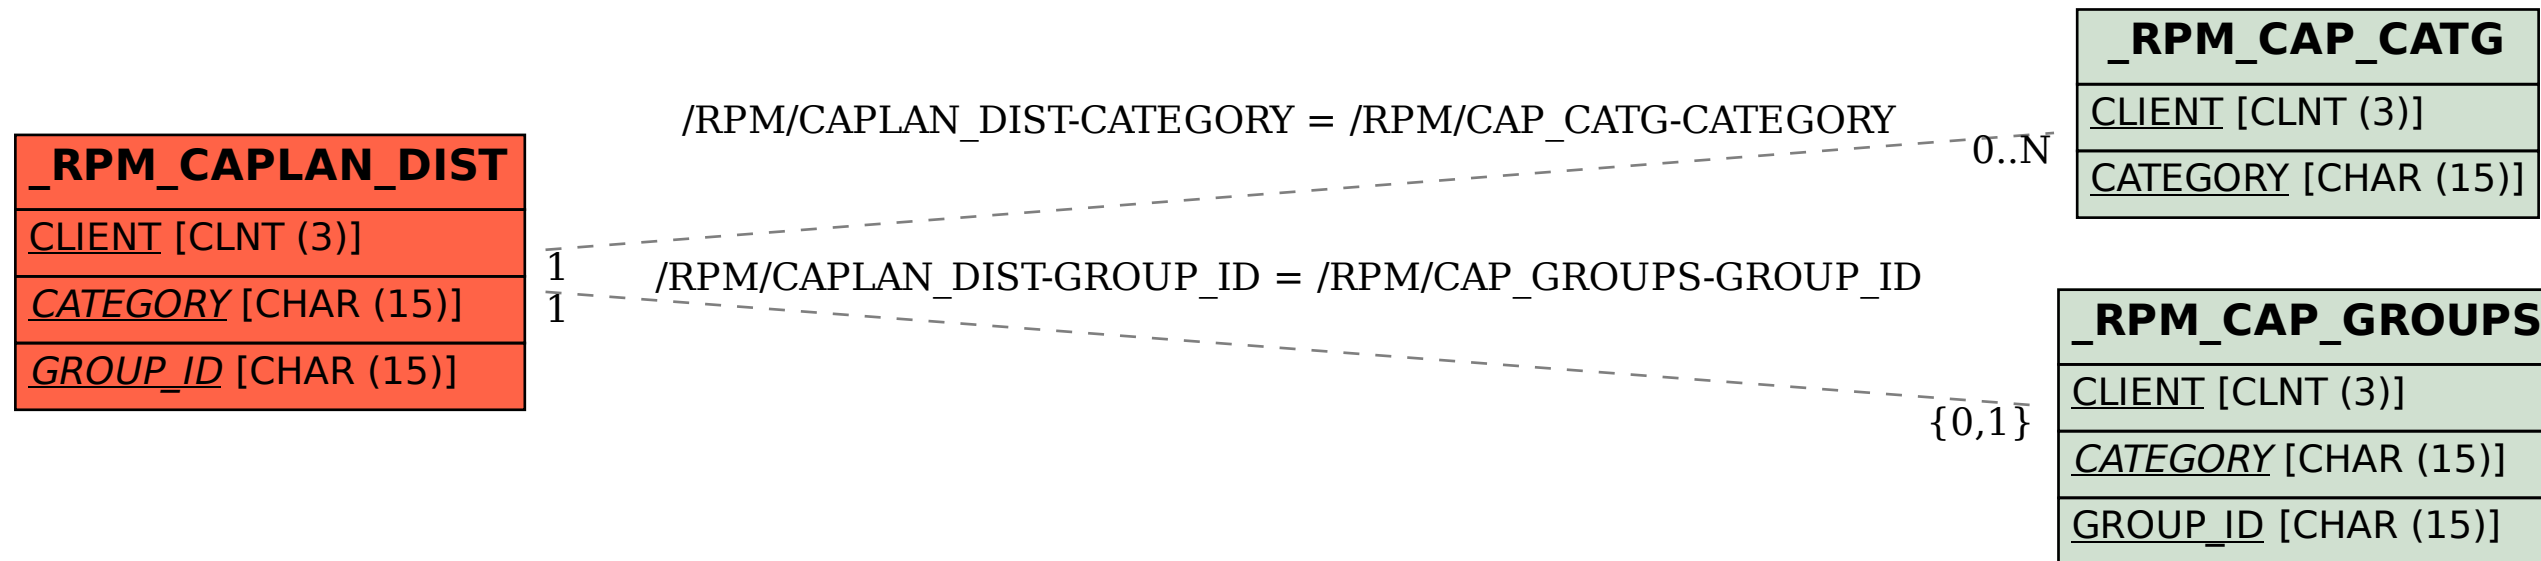 _RPM_CAPLAN_DIST
CLIENT [CLNT (3)]
CATEGORY [CHAR (15)]
GROUP_ID [CHAR (15)]
/RPM/CAPLAN_DIST-CATEGORY = /RPM/CAP_CATG-CATEGORY
0..N
1
/RPM/CAPLAN_DIST-GROUP_ID = /RPM/CAP_GROUPS-GROUP_ID
1
{0,1}
_RPM_CAP_CATG
CLIENT [CLNT (3)]
CATEGORY [CHAR (15)]
_RPM_CAP_GROUPS
CLIENT [CLNT (3)]
CATEGORY [CHAR (15)]
GROUP_ID [CHAR (15)]